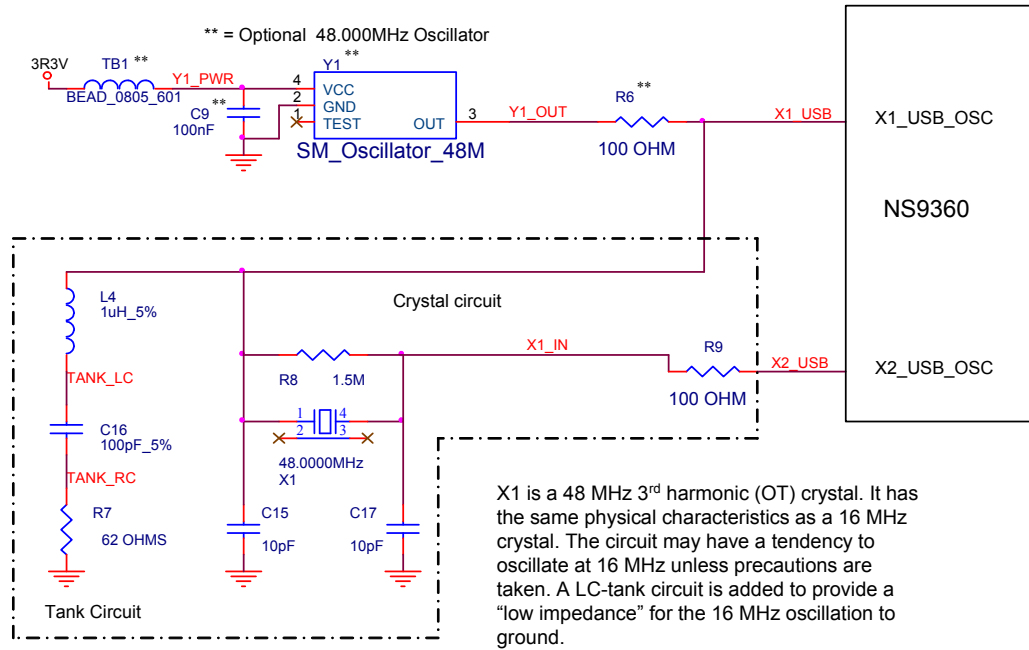 ** = Optional 48.000MHz Oscillator
3R3V
TB1 **
BEAD_0805_601
Y1_PWR
C9 **
100nF
Y1 **
4
2
1
VCC
GND
TEST
OUT
3
SM_Oscillator_48M
Y1_OUT
R6 **
100 OHM
X1_USB
X1_USB_OSC
NS9360
X2_USB_OSC
L4
1uH_5%
TANK_LC
C16
100pF_5%
TANK_RC
R7
62 OHMS
Tank Circuit
Crystal circuit
R8
1.5M
X1_IN
R9
100 OHM
X2_USB
1
2
4
3
48.0000MHz
X1
C15
10pF
C17
10pF
X1 is a 48 MHz 3rd harmonic (OT) crystal. It has
the same physical characteristics as a 16 MHz
crystal. The circuit may have a tendency to
oscillate at 16 MHz unless precautions are
taken. A LC-tank circuit is added to provide a
“low impedance” for the 16 MHz oscillation to
ground.